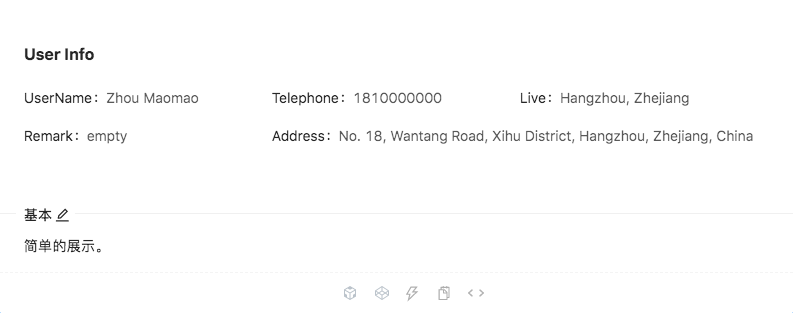 User Info
UserName： Zhou Maomao Telephone： 1810000000 Live： Hangzhou, Zhejiang
Remark： empty Address： No. 18, Wantang Road, Xihu District, Hangzhou, Zhejiang, China
基本
简单的展示。